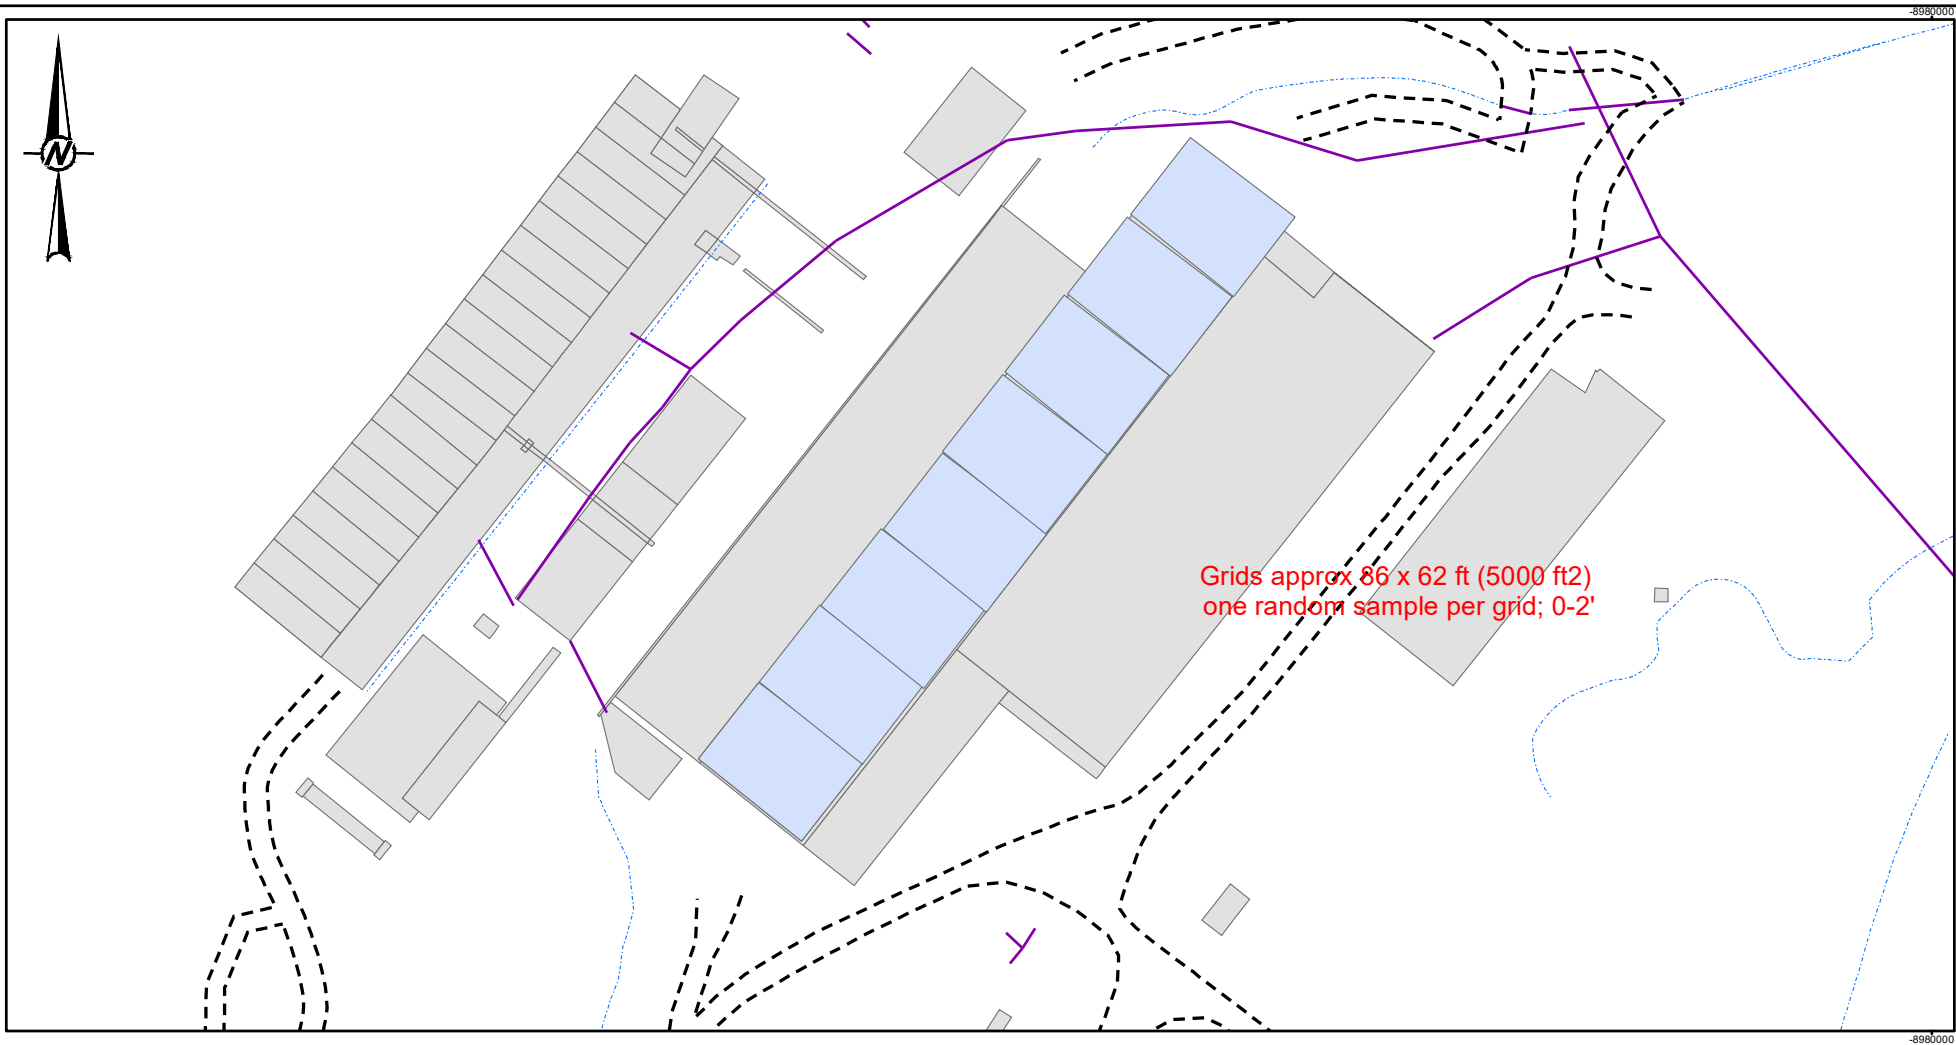 -8980000
N
Grids approx 86 x 62 ft (5000 ft2)
one random sample per grid; 0-2'
-8980000